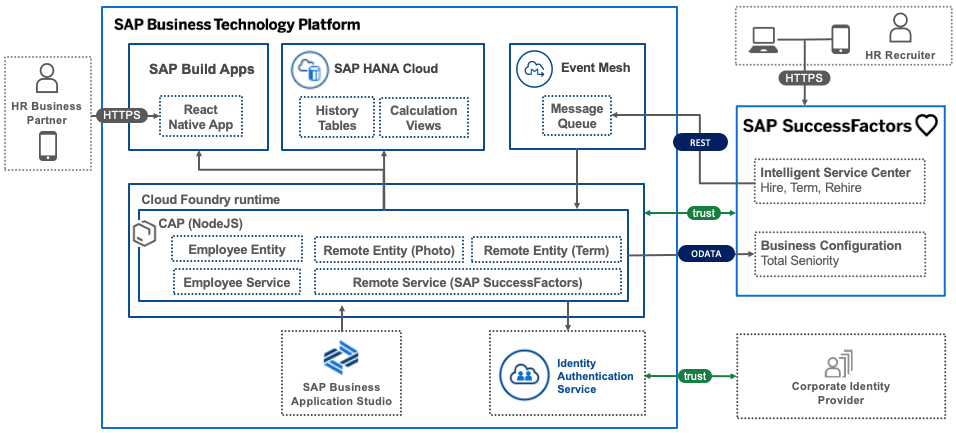 SAP Business Technology Platform
HR Business
Partner
HTTPS
SAP Build Apps
React
Native App
SAP HANA Cloud
History
Tables
Calculation
Views
Event Mesh
Message
Queue
HR Recruiter
HTTPS
SAP SuccessFactors
REST
Intelligent Service Center
Hire, Term, Rehire
trust
ODATA
Business Configuration
Total Seniority
Cloud Foundry runtime
CAP (NodeJS)
Employee Entity
Remote Entity (Photo)
Remote Entity (Term)
Employee Service
Remote Service (SAP SuccessFactors)
SAP Business
Application Studio
Identity
Authentication
Service
trust
Corporate Identity
Provider